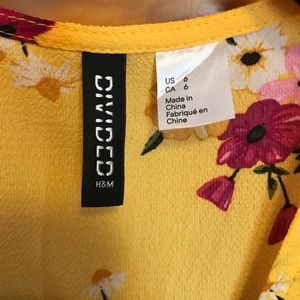 DIVIDED
H&M
US 6
CA 6
Made in
China
Fabriqué en
Chine